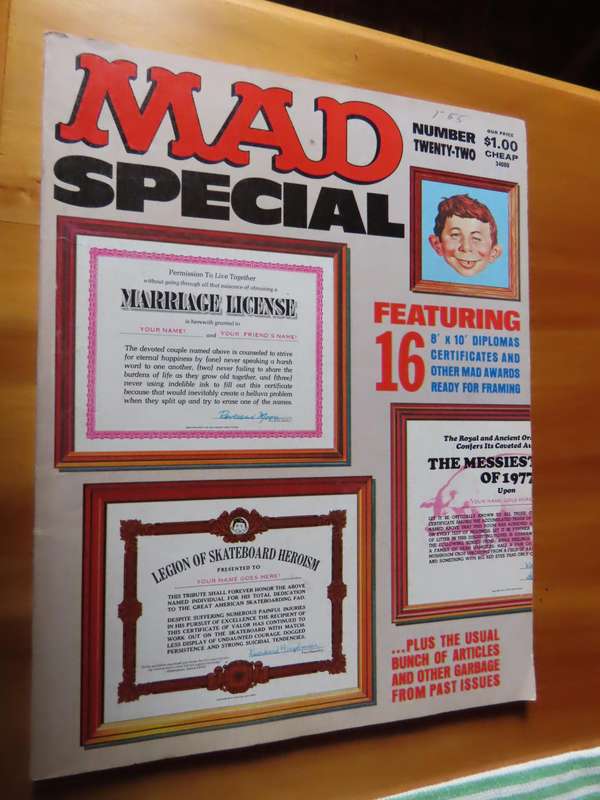 MAD
SPECIAL
NUMBER
TWENTY-TWO
OUR PRICE
$1.00
CHEAP
34088
Permission To Live Together
without going through all that nuisance of obtaining a
MARRIAGE LICENSE
is herewith granted to
YOUR NAME! and YOUR FRIEND'S NAME!
The devoted couple named above is counseled to strive
for eternal happiness by (one) never speaking a harsh
word to one another, (two) never failing to share the
burdens of life as they grow old together, and (three)
never using indelible ink to fill out this certificate
because that would inevitably create a helluva problem
when they split up and try to erase one of the names.
FEATURING
16
8" x 10" DIPLOMAS
CERTIFICATES AND
OTHER MAD AWARDS
READY FOR FRAMING
The Royal and Ancient Or
Confers Its Coveted A
THE MESSIEST
OF 1977
Upon
YOUR NAME GOES HERE
LEGION OF SKATEBOARD HEROISM
PRESENTED TO
YOUR NAME GOES HERE!
THIS TRIBUTE SHALL FOREVER HONOR THE ABOVE
NAMED INDIVIDUAL FOR HIS TOTAL DEDICATION
TO THE GREAT AMERICAN SKATEBOARDING FAD.
DESPITE SUFFERING NUMEROUS PAINFUL INJURIES
IN HIS PURSUIT OF EXCELLENCE THE RECIPIENT OF
THIS CERTIFICATE OF VALOR HAS CONTINUED TO
WORK OUT ON THE SKATEBOARD WITH MATCH-
LESS DISPLAY OF UNDAUNTED COURAGE, DOGGED
PERSISTENCE AND STRONG SUICIDAL TENDENCIES.
...PLUS THE USUAL
BUNCH OF ARTICLES
AND OTHER GARBAGE
FROM PAST ISSUES